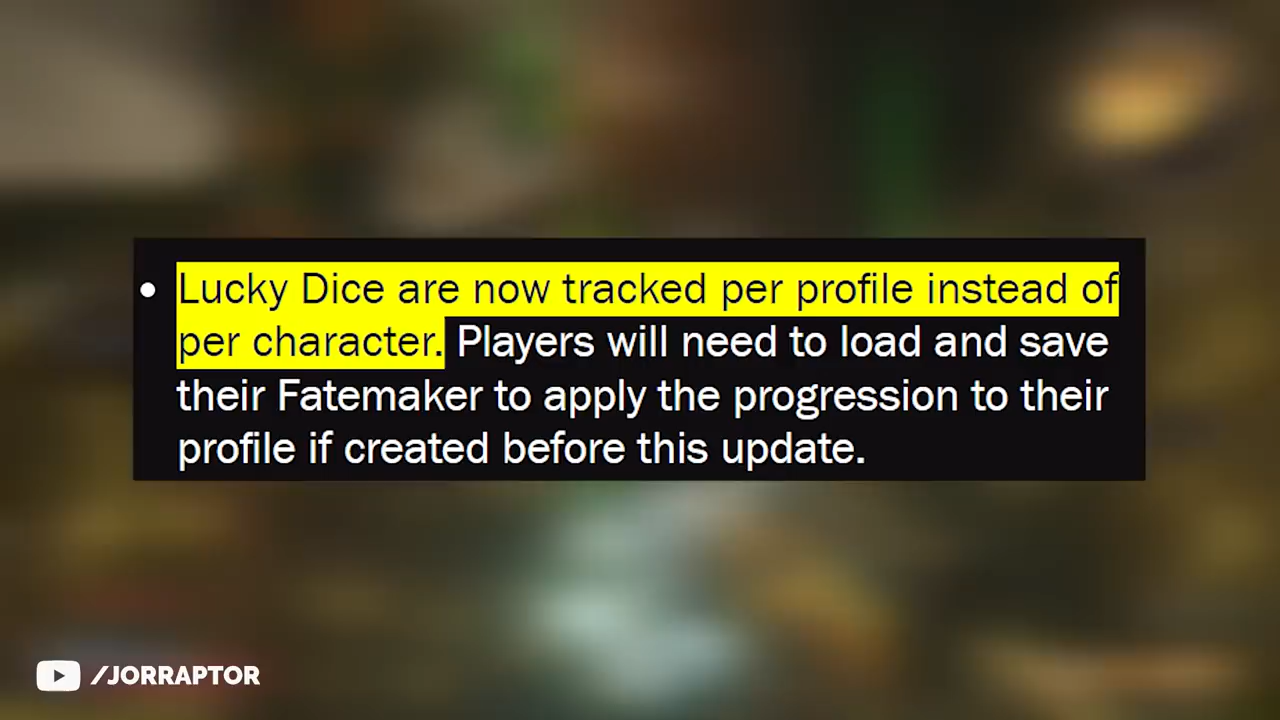 • Lucky Dice are now tracked per profile instead of
per character. Players will need to load and save
their Fatemaker to apply the progression to their
profile if created before this update.
/JORRAPTOR